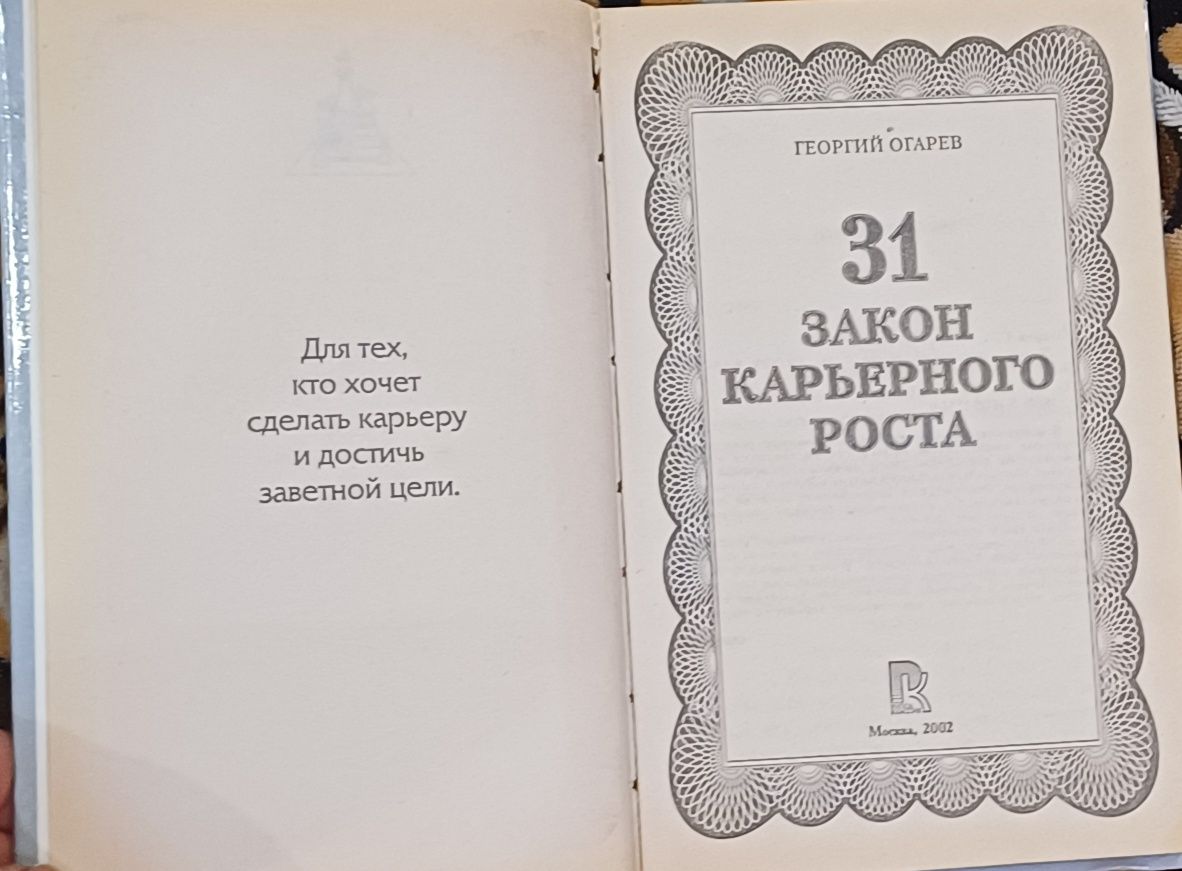 Для тех,
кто хочет
сделать карьеру
и достичь
заветной цели.
ГЕОРГИЙ ОГАРЕВ
31
ЗАКОН
КАРЬЕРНОГО
РОСТА
Москва, 2002